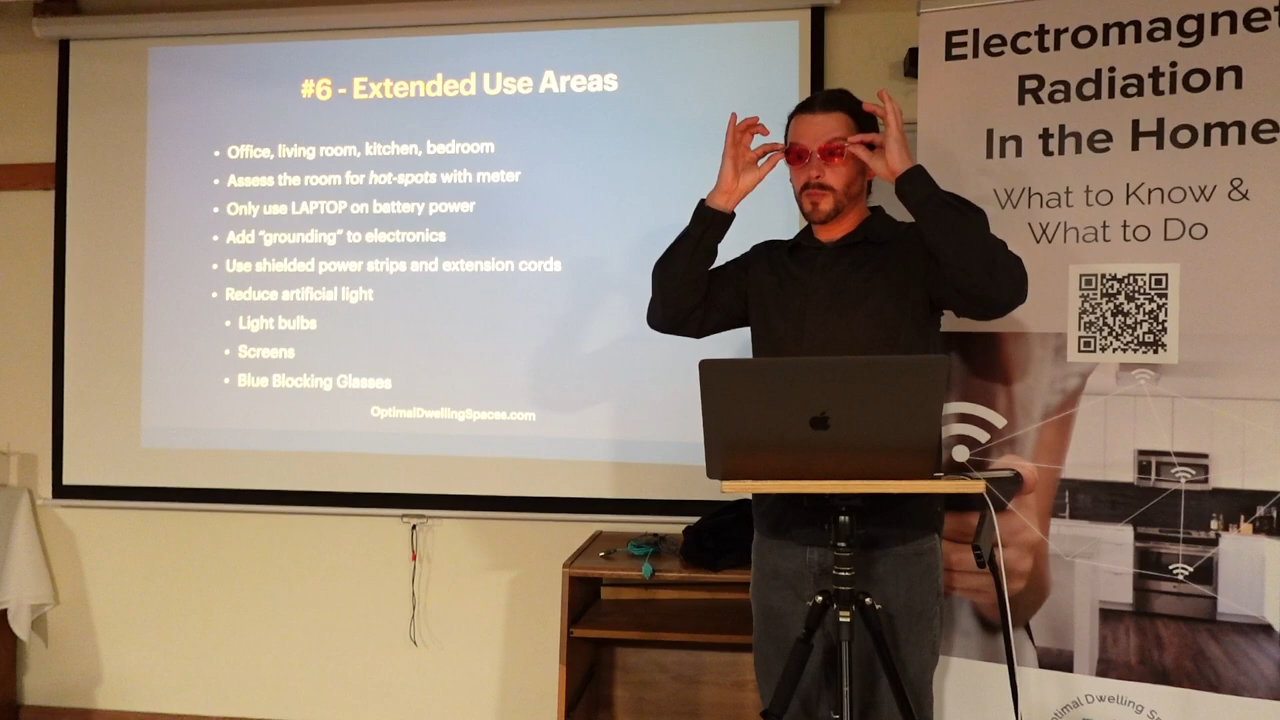 #6 - Extended Use Areas
• Office, living room, kitchen, bedroom
• Assess the room for hot-spots with meter
• Only use LAPTOP on battery power
• Add “grounding” to electronics
• Use shielded power strips and extension cords
• Reduce artificial light
• Light bulbs
• Screens
• Blue Blocking Glasses
OptimalDwellingSpaces.com
Electromagnet
Radiation
In the Home
What to Know &
What to Do
Dwelling